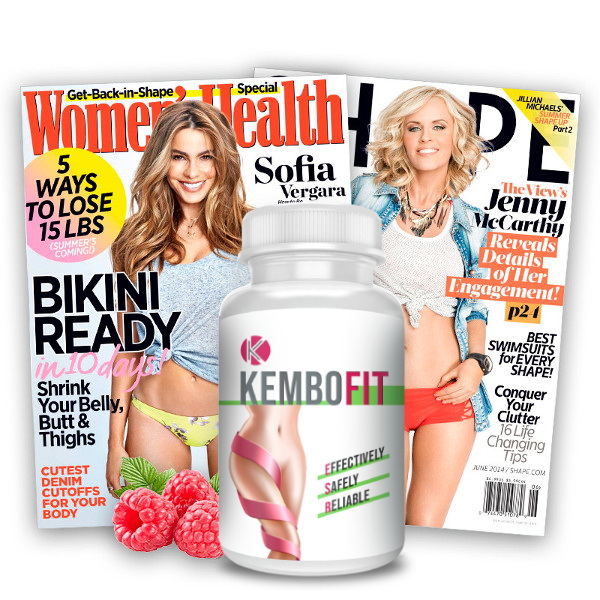 Get-Back-in-Shape Special
Women's Health
5
WAYS
TO LOSE
15 LBS
(SUMMER'S
COMING!)
Sofia
Vergara
BIKINI
READY
in 10 days!
Shrink
Your Belly,
Butt &
Thighs
CUTEST
DENIM
CUTOFFS
FOR YOUR
BODY
HAPE
JILLIAN
MICHAELS'
SUMMER
SHAPE UP
Part 2
The View's
Jenny
McCarthy
Reveals
Details
of Her
Engagement!
p24
BEST
SWIMSUITS
for EVERY
SHAPE!
Conquer
Your
Clutter
16 Life
Changing
Tips
JUNE 2014 / SHAPE.COM
K
KEMBOFIT
EFFECTIVELY
SAFELY
RELIABLE